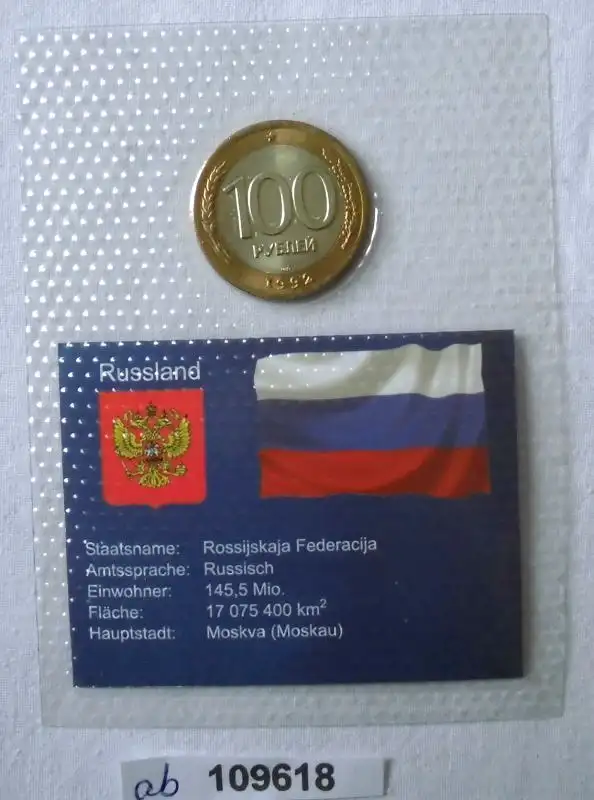 100
РУБЛЕЙ
1992
Russland
Staatsname: Rossijskaja Federacija
Amtssprache: Russisch
Einwohner: 145,5 Mio.
Fläche: 17 075 400 km²
Hauptstadt: Moskva (Moskau)
ab 109618